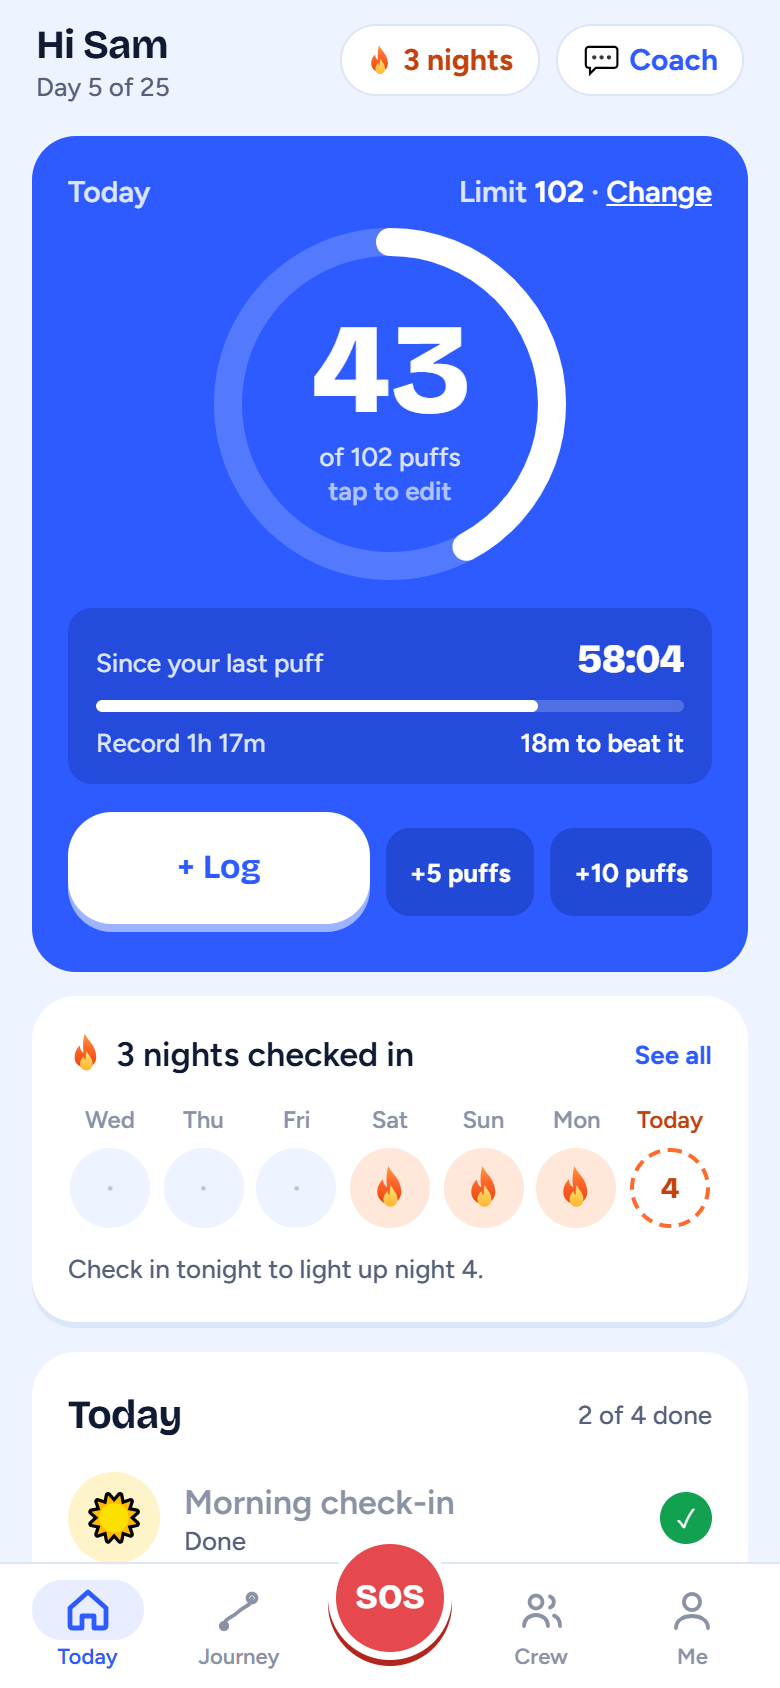 Hi Sam
Day 5 of 25
3 nights
Coach
Today
Limit 102 · Change
43
of 102 puffs
tap to edit
Since your last puff
58:04
Record 1h 17m
18m to beat it
+ Log
+5 puffs
+10 puffs
3 nights checked in
See all
Wed Thu Fri Sat Sun Mon Today
4
Check in tonight to light up night 4.
Today
2 of 4 done
Morning check-in
Done
SOS
Today
Journey
Crew
Me